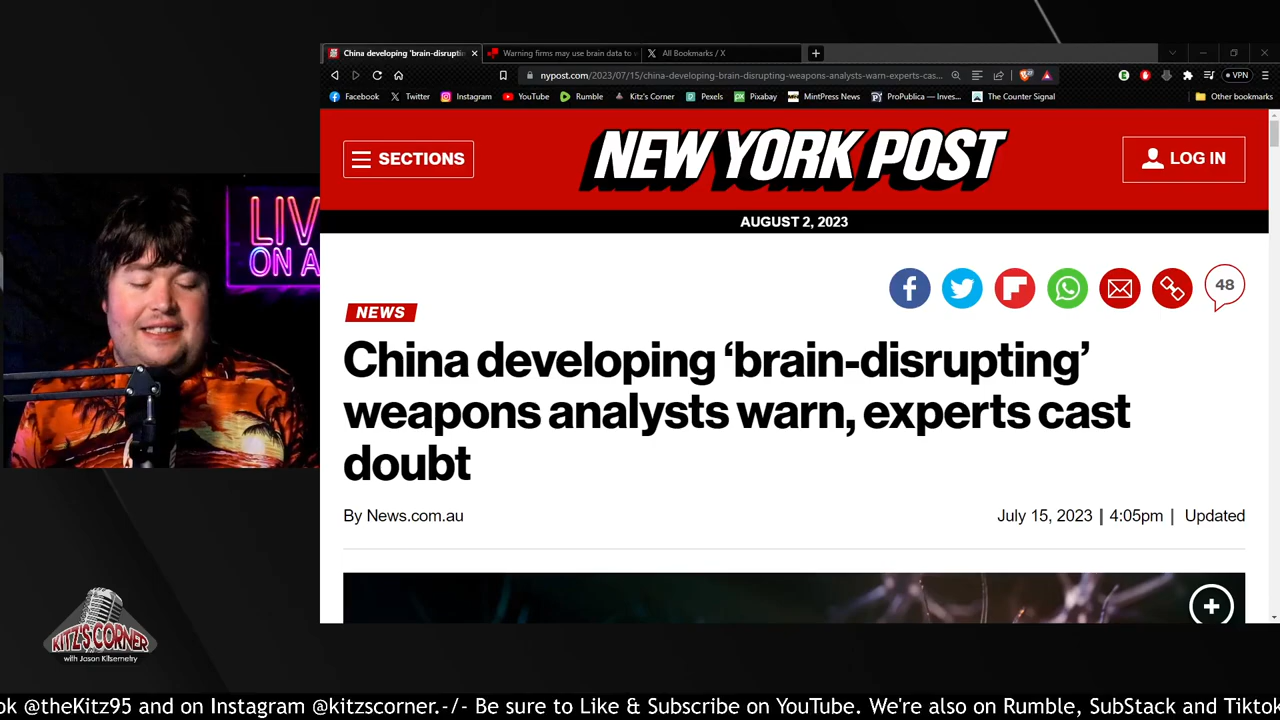 China developing 'brain-disruptin
Warning firms may use brain data to w
All Bookmarks / X
nypost.com/2023/07/15/china-developing-brain-disrupting-weapons-analysts-warn-experts-cas...
VPN
Facebook
Twitter
Instagram
YouTube
Rumble
Kitz's Corner
Pexels
Pixabay
MintPress News
ProPublica — Inves...
The Counter Signal
Other bookmarks
SECTIONS
NEW YORK POST
LOG IN
AUGUST 2, 2023
LIV
ON A
48
NEWS
China developing ‘brain-disrupting’
weapons analysts warn, experts cast
doubt
By News.com.au
July 15, 2023 | 4:05pm | Updated
KITZ'S CORNER
with Jason Kitsemetry
ok @theKitz95 and on Instagram @kitzscorner.-/- Be sure to Like & Subscribe on YouTube. We're also on Rumble, SubStack and Tiktok